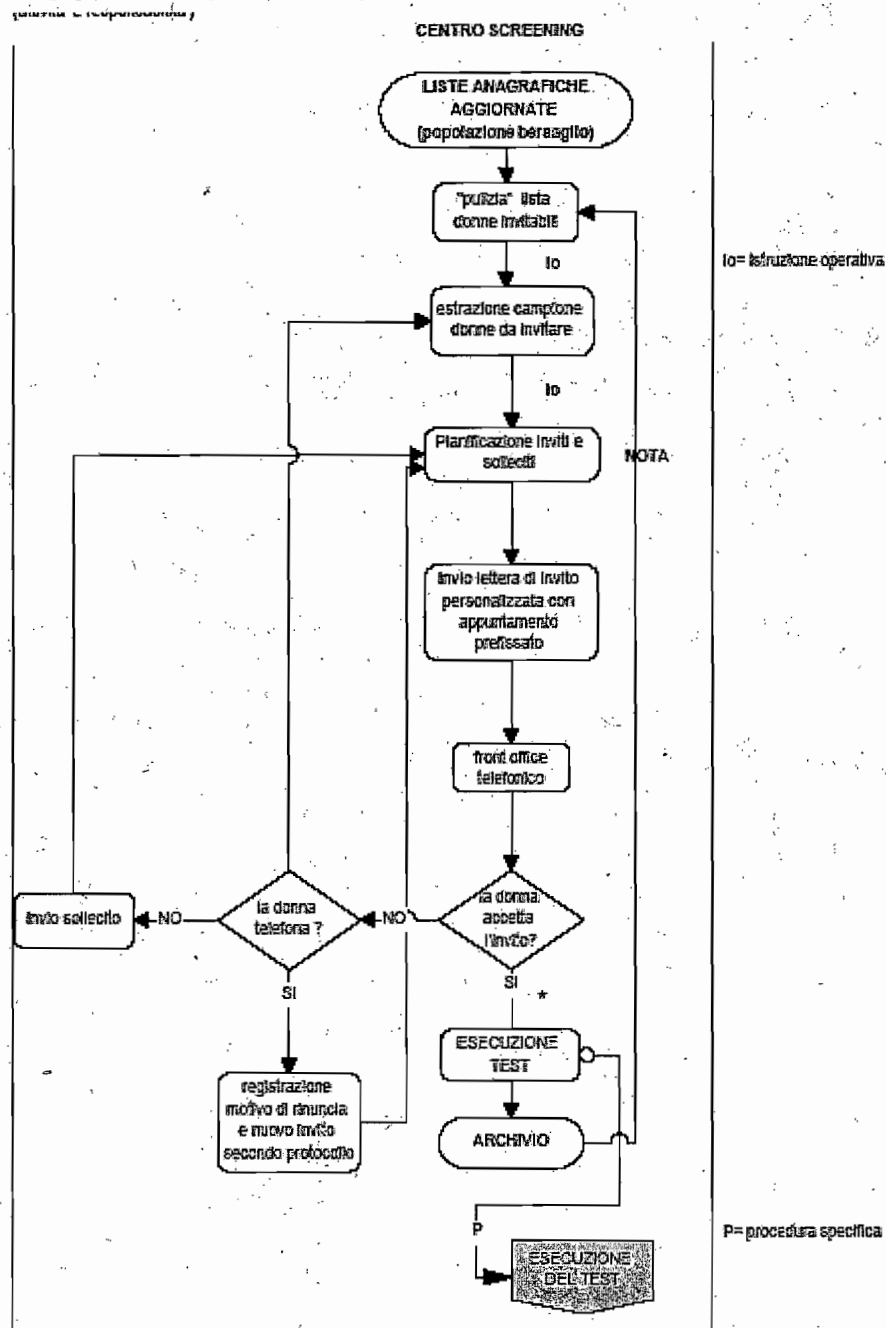 CENTRO SCREENING
LISTE ANAGRAFICHE
AGGIORNATE
(popolazione bersaglio)
"pulizia" lista
donne invitabili
Io
Io= istruzione operativa
estrazione campione
donne da invitare
Io
Pianificazione inviti e
solleciti
NOTA
Invio lettera di invito
personalizzata con
appuntamento
prefissato
front office
telefonico
la donna
accetta
l'invito?
NO
la donna
telefona ?
NO
Invio sollecito
SI
SI
*
ESECUZIONE
TEST
registrazione
motivo di rinuncia
e nuovo invito
secondo protocollo
ARCHIVIO
P
P= procedura specifica
ESECUZIONE
DEL TEST